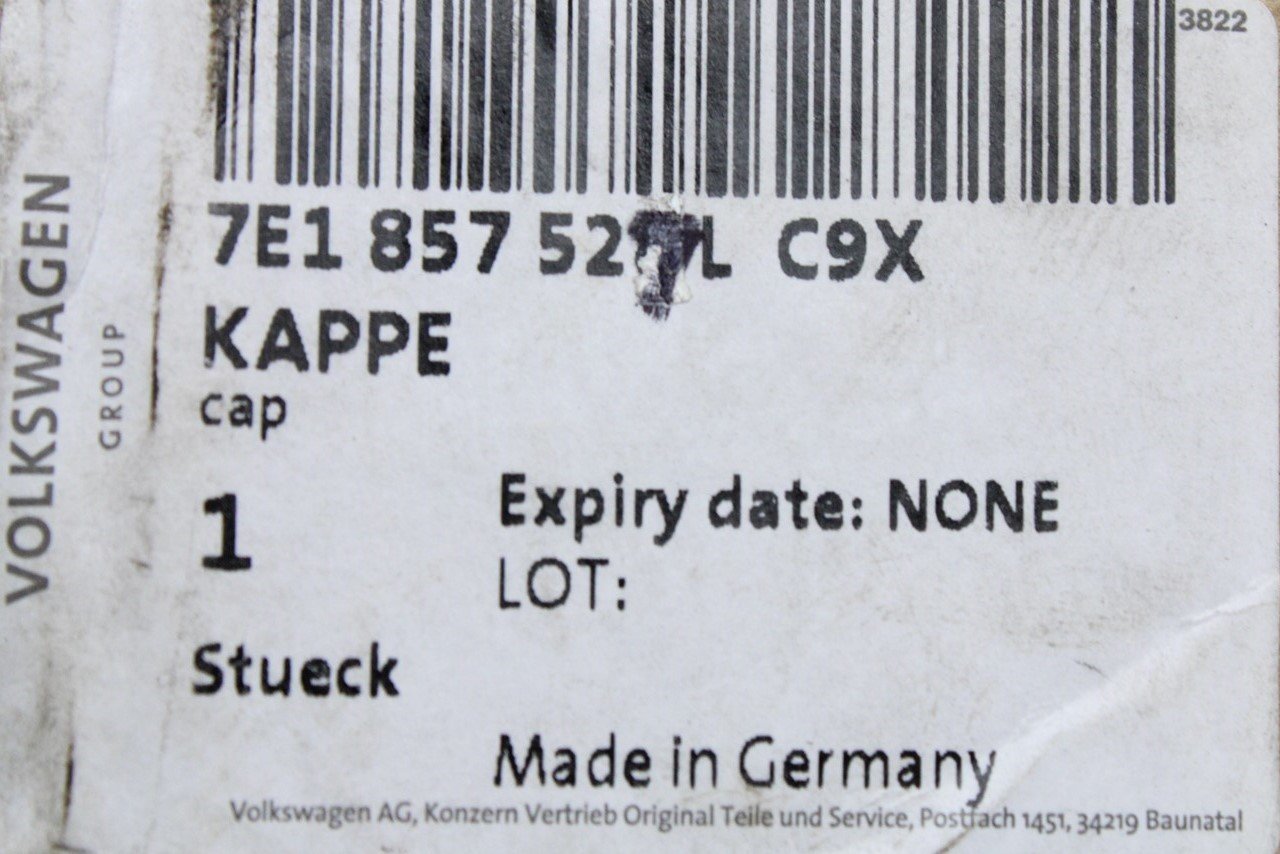 3822
7E1 857 52 L C9X
KAPPE
cap
1
Expiry date: NONE
LOT:
Stueck
Made in Germany
Volkswagen AG, Konzern Vertrieb Original Teile und Service, Postfach 1451, 34219 Baunatal
VOLKSWAGEN
GROUP